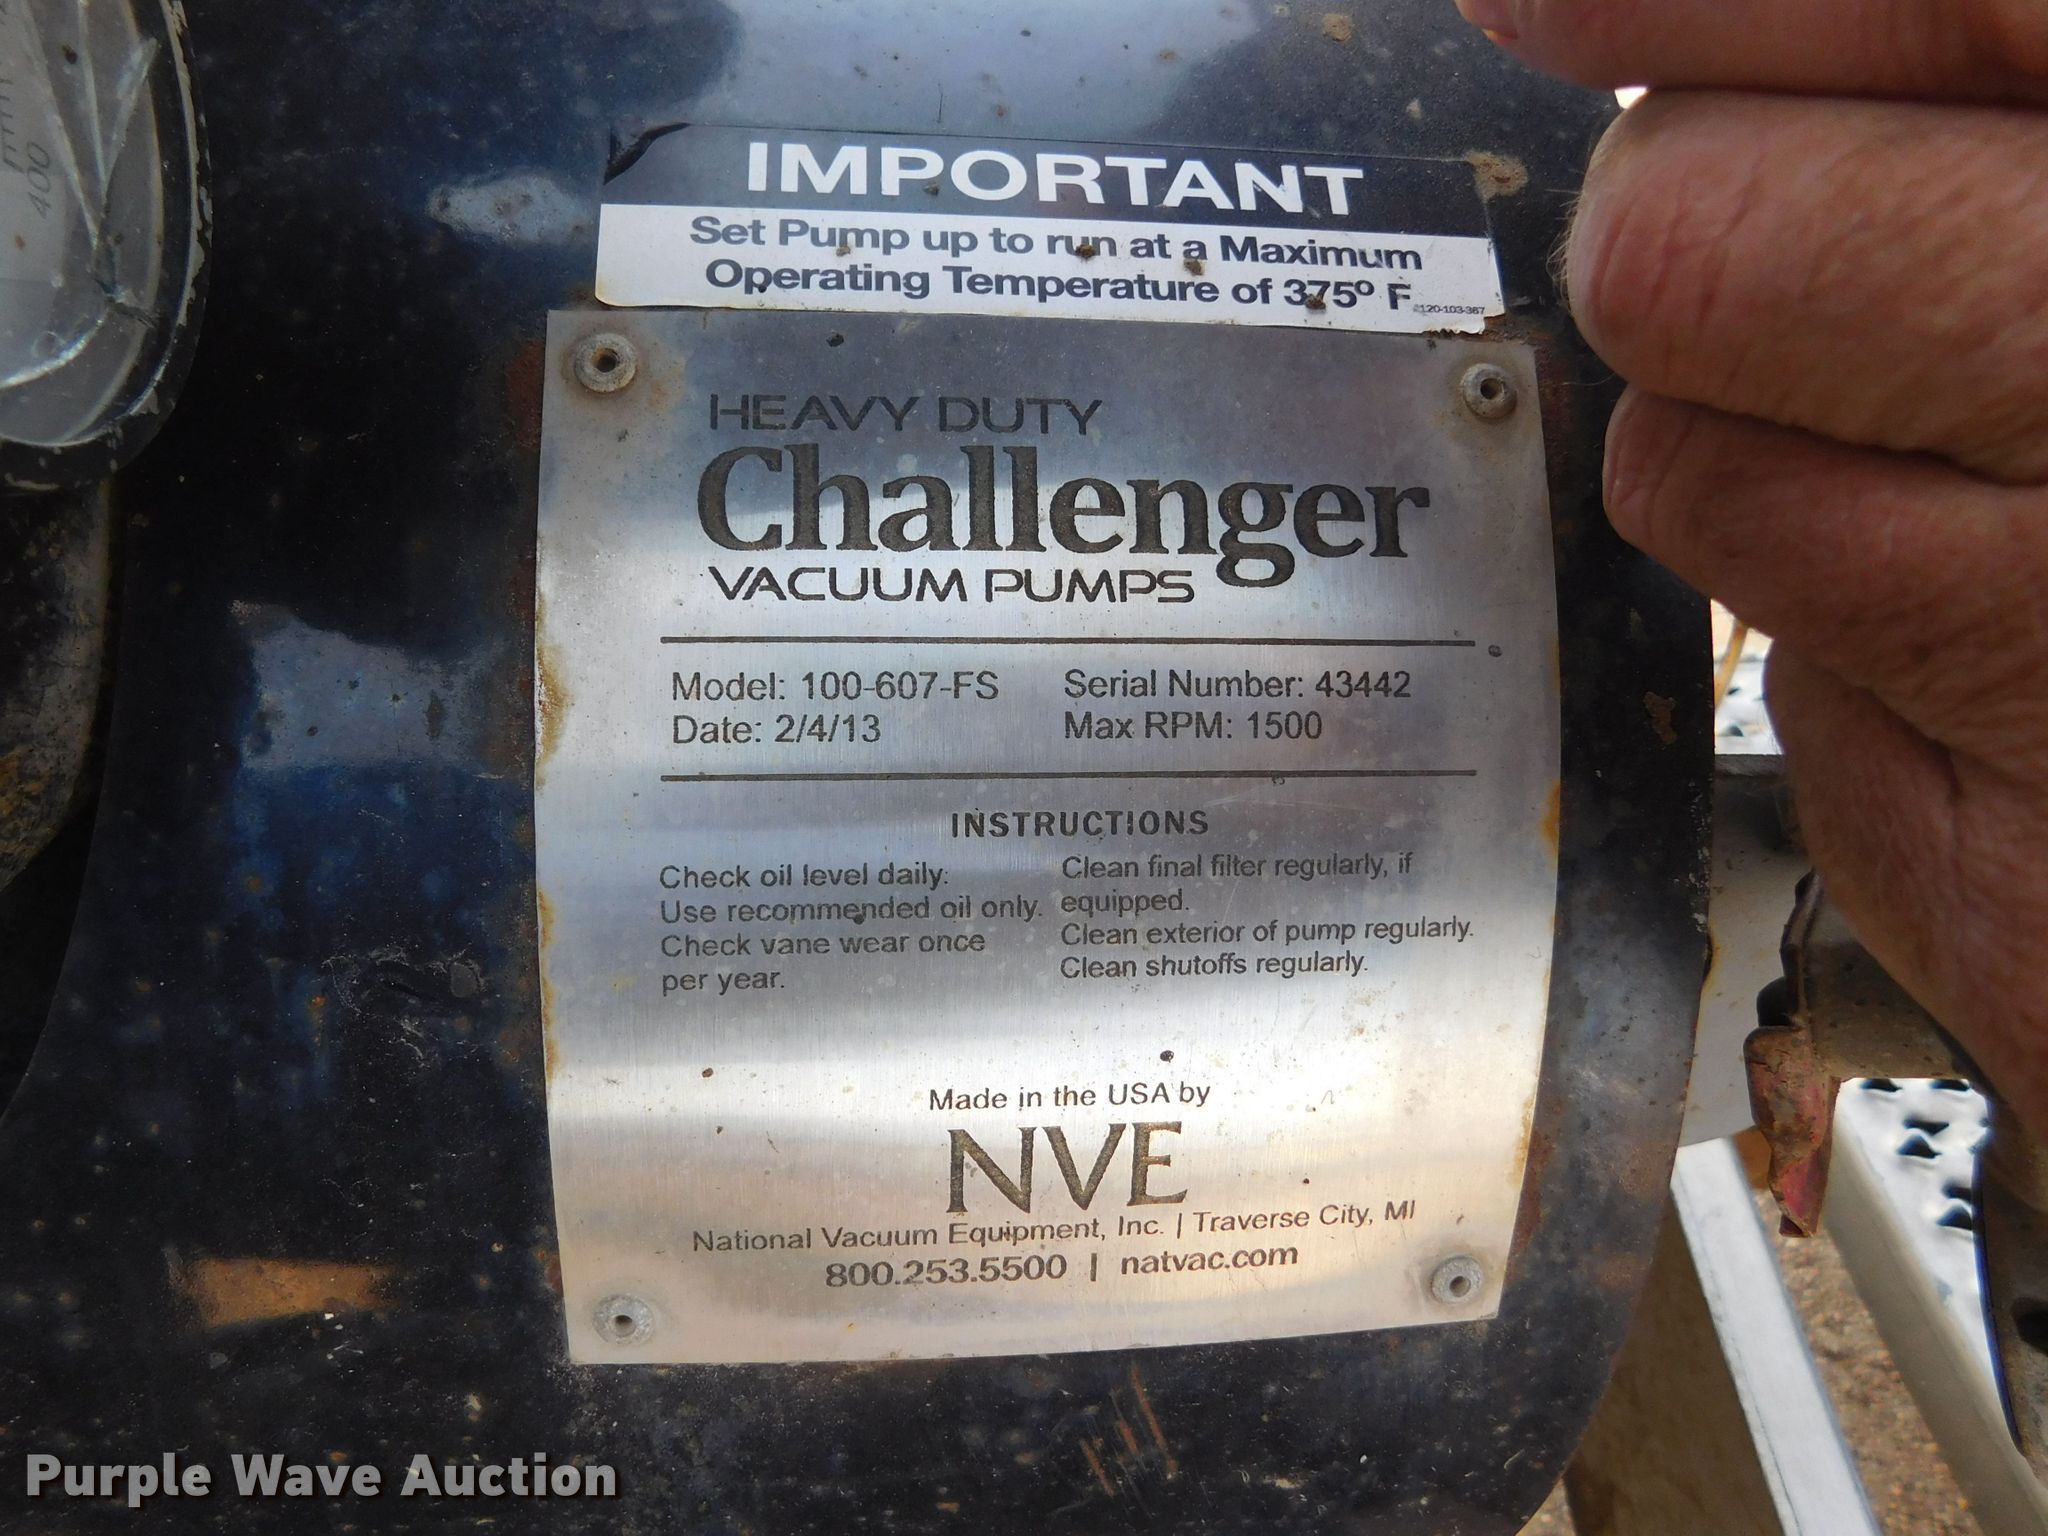 400
IMPORTANT
Set Pump up to run at a Maximum
Operating Temperature of 375º F
HEAVY DUTY
Challenger
VACUUM PUMPS
Model: 100-607-FS
Serial Number: 43442
Date: 2/4/13
Max RPM: 1500
INSTRUCTIONS
Check oil level daily.
Use recommended oil only.
Check vane wear once
per year.
Clean final filter regularly, if
equipped.
Clean exterior of pump regularly.
Clean shutoffs regularly.
Made in the USA by
NVE
National Vacuum Equipment, Inc. | Traverse City, MI
800.253.5500 | natvac.com
Purple Wave Auction